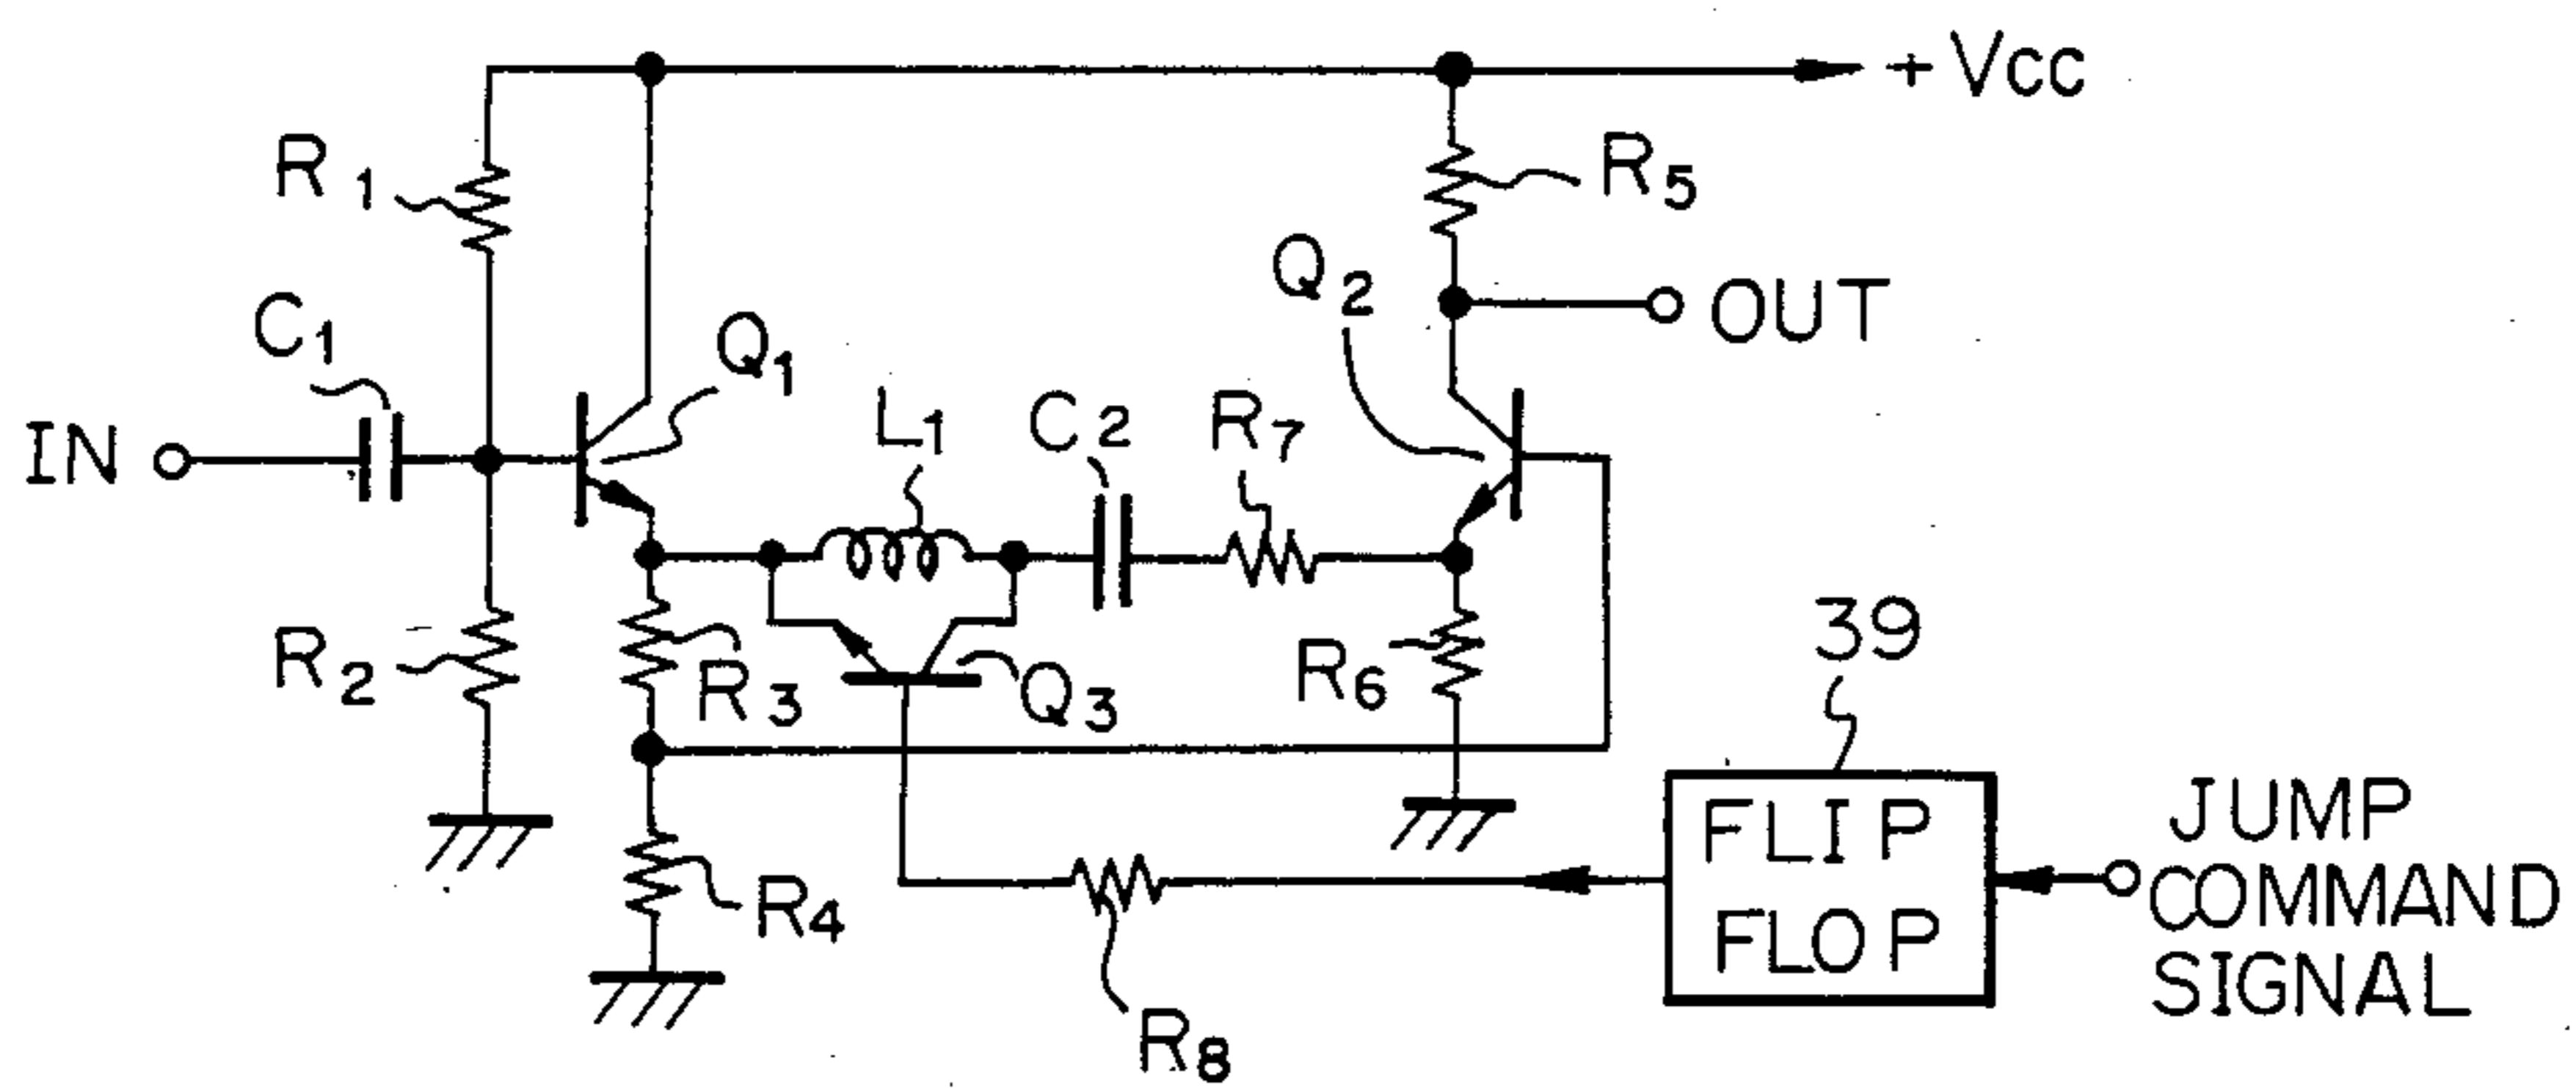 + Vcc
R1
R5
Q2
C1
Q1
OUT
L1
C2
R7
IN
39
R2
R3
Q3
R6
FLIP
FLOP
JUMP
COMMAND
SIGNAL
R4
R8